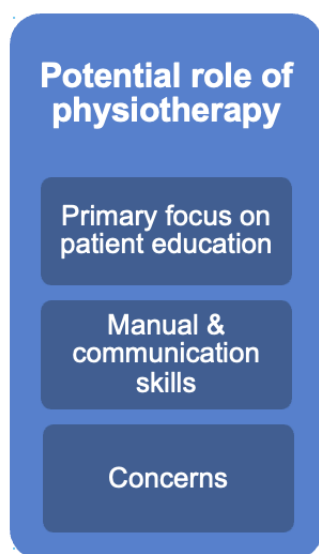 Potential role of
physiotherapy
Primary focus on
patient education
Manual &
communication
skills
Concerns